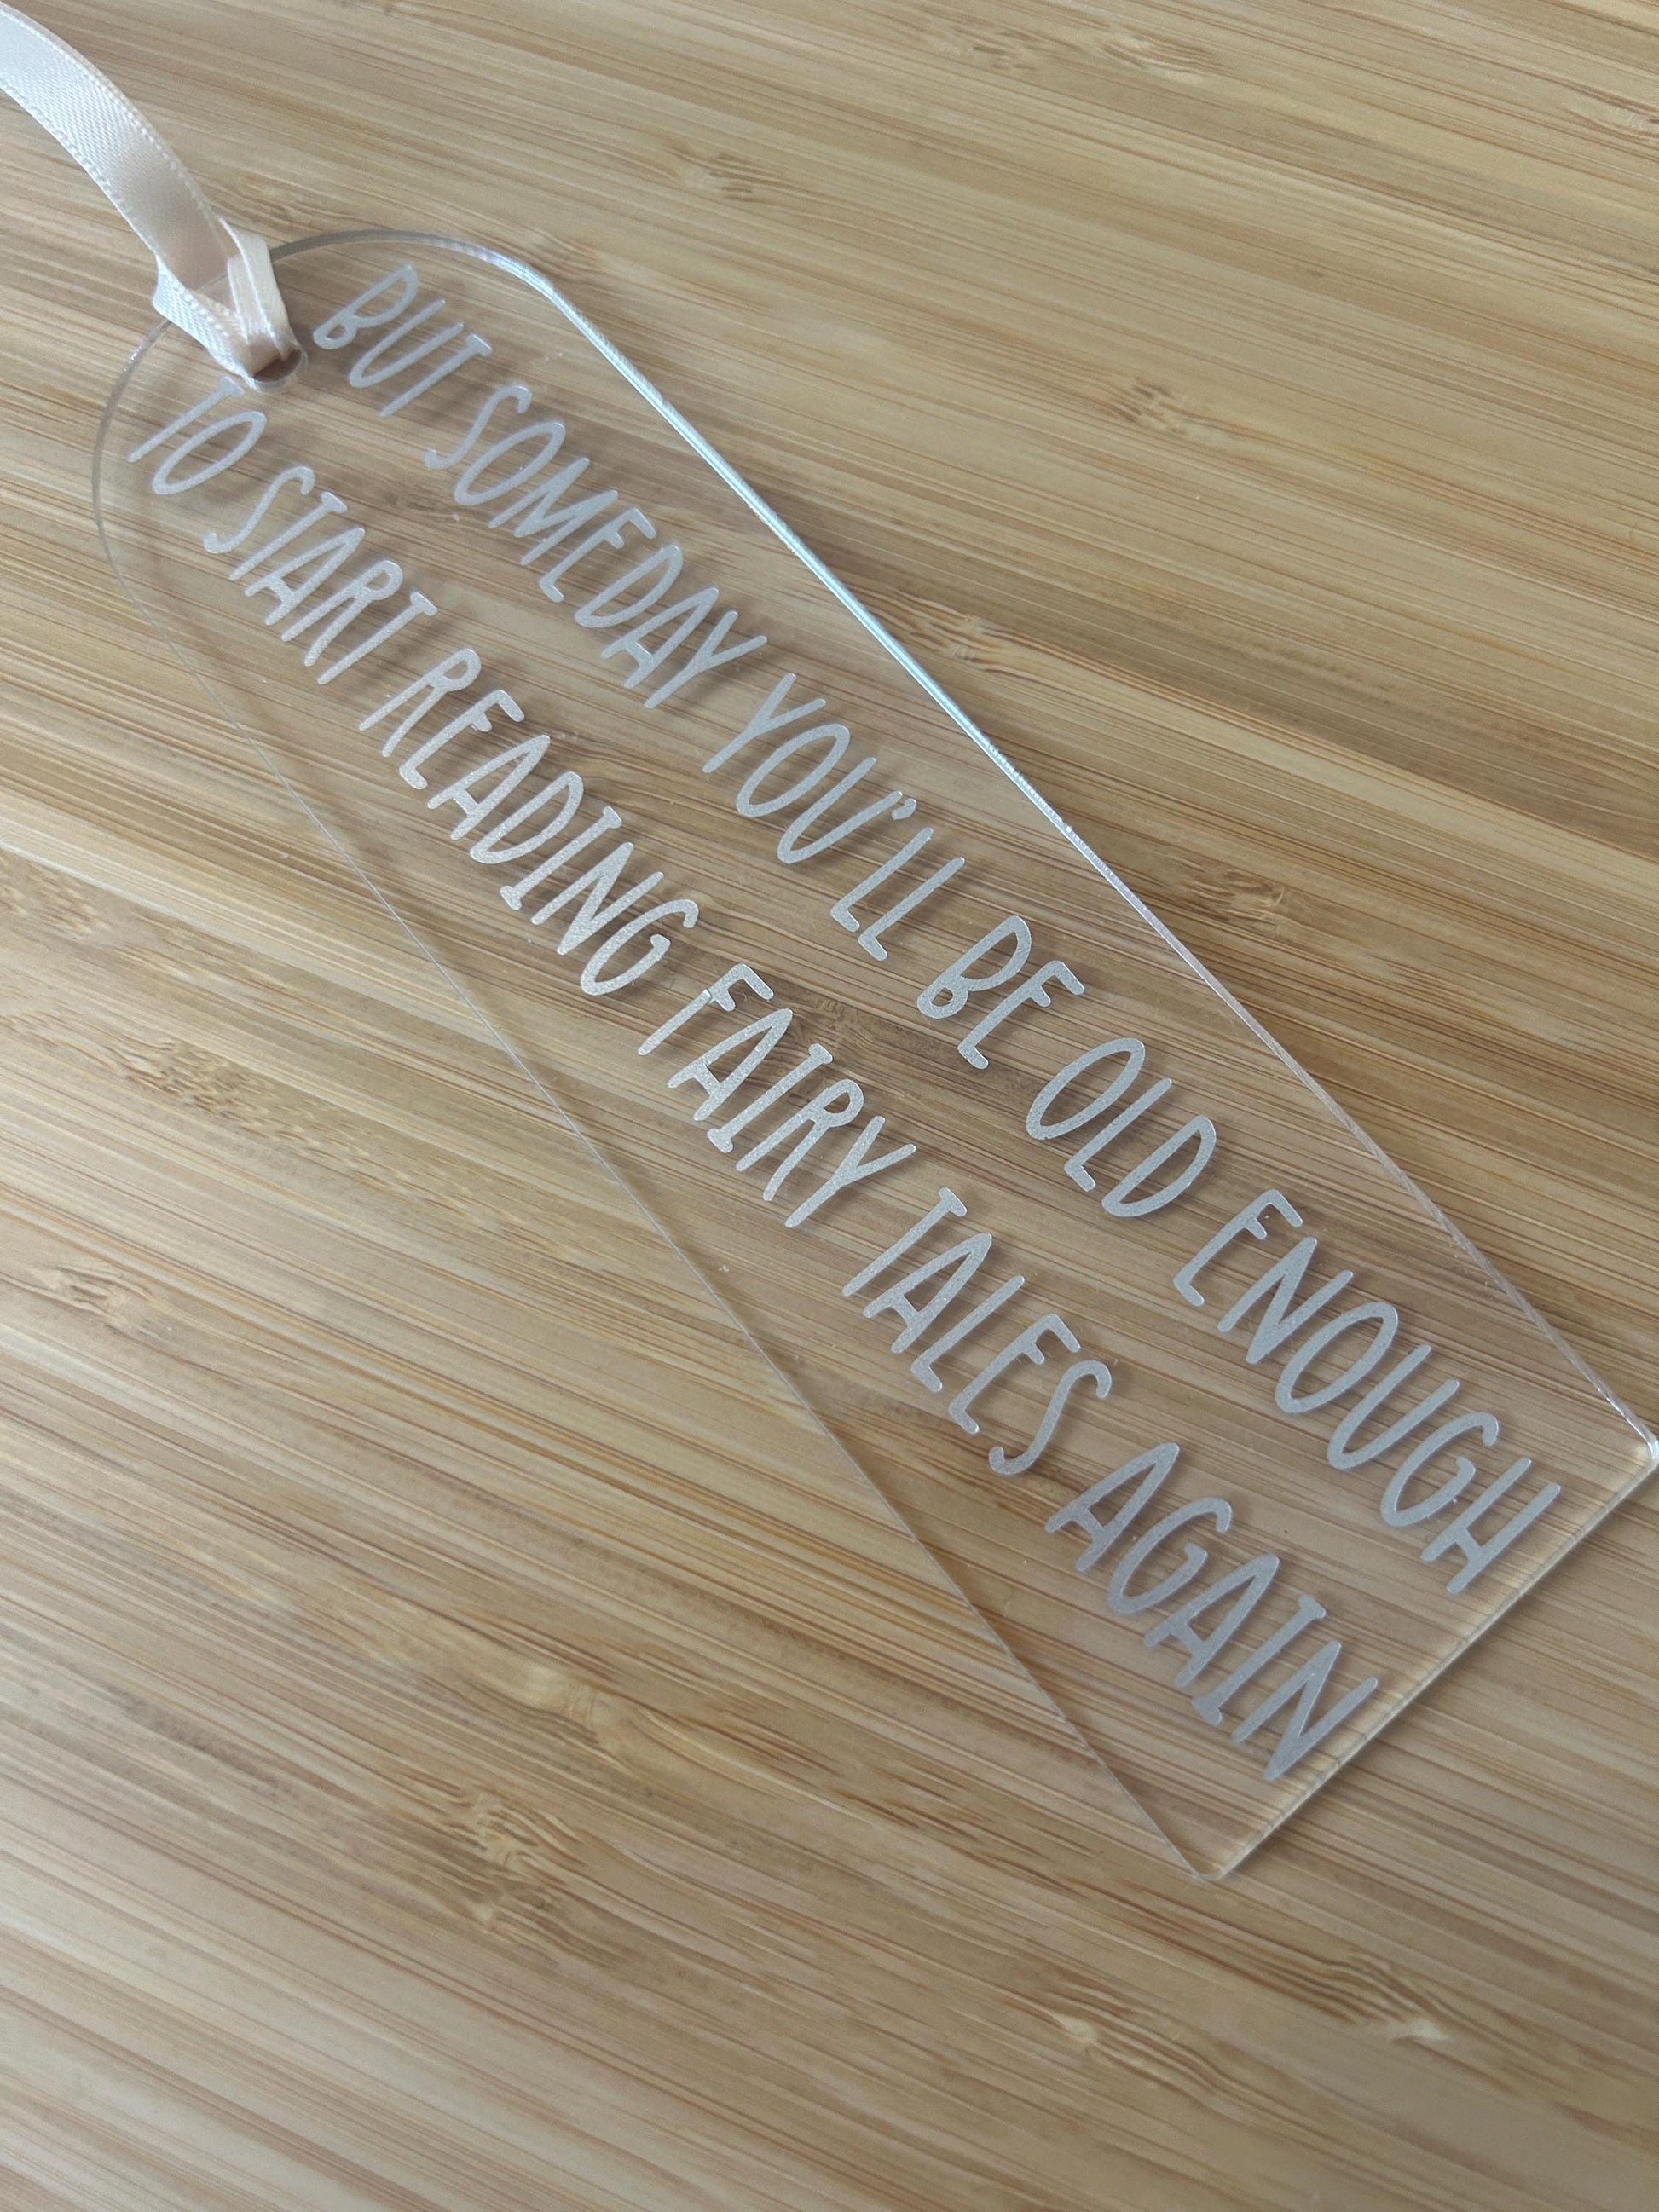 BUT SOMEDAY YOU'LL BE OLD ENOUGH
TO START READING FAIRY TALES AGAIN